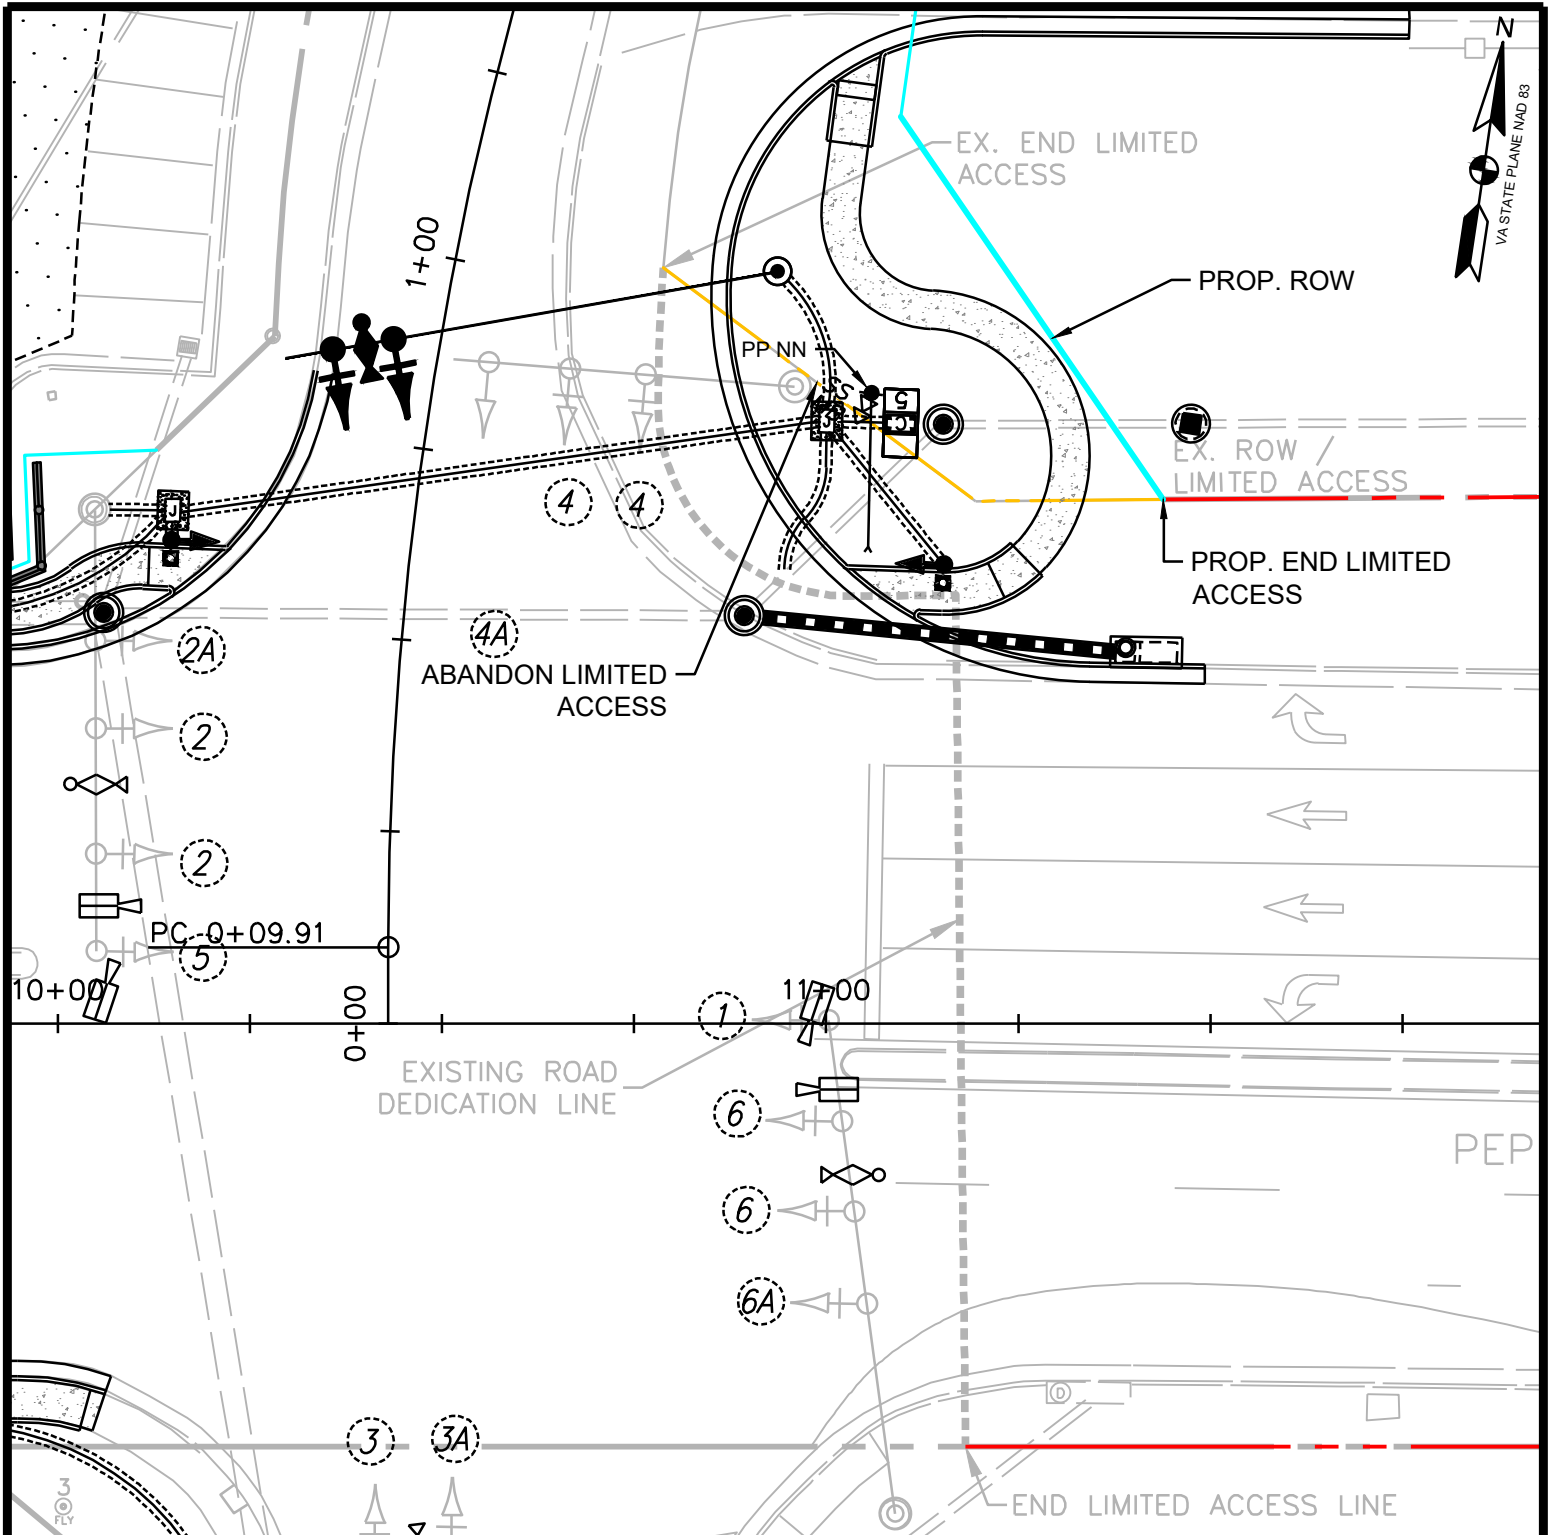 N
VA STATE PLANE NAD 83
EX. END LIMITED
ACCESS
1+00
PROP. ROW
PP NN
S
5
C
J
EX. ROW /
LIMITED ACCESS
4
4
J
PROP. END LIMITED
ACCESS
2A
4A
ABANDON LIMITED
ACCESS
2
2
PC 0+09.91
5
10+00
0+00
11+00
1
EXISTING ROAD
DEDICATION LINE
6
PEP
6
6A
D
3
3A
3
FLY
END LIMITED ACCESS LINE